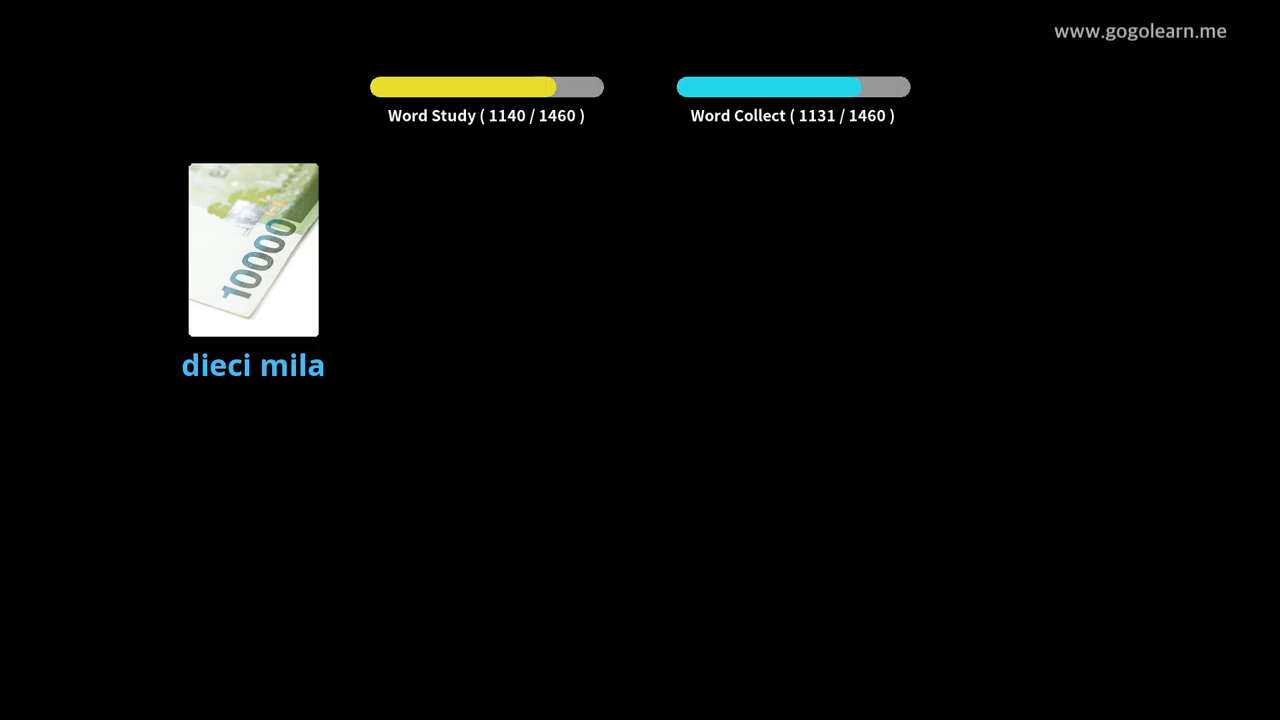 www.gogolearn.me
Word Study ( 1140 / 1460 )
Word Collect ( 1131 / 1460 )
10000
dieci mila